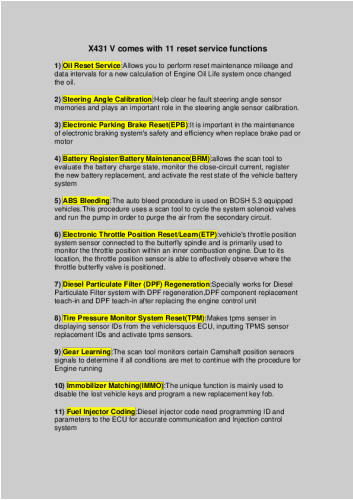 X431 V comes with 11 reset service functions
1) Oil Reset Service:Allows you to perform reset maintenance mileage and
data intervals for a new calculation of Engine Oil Life system once changed
the oil.
2) Steering Angle Calibration:Help clear he fault steering angle sensor
memories and plays an important role in the steering angle sensor calibration.
3) Electronic Parking Brake Reset(EPB):It is important in the maintenance
of electronic braking system's safety and efficiency when replace brake pad or
motor
4) Battery Register/Battery Maintenance(BRM):allows the scan tool to
evaluate the battery charge state, monitor the close-circuit current, register
the new battery replacement, and activate the rest state of the vehicle battery
system
5) ABS Bleeding:The auto bleed procedure is used on BOSH 5.3 equipped
vehicles.This procedure uses a scan tool to cycle the system solenoid valves
and run the pump in order to purge the air from the secondary circuit.
6) Electronic Throttle Position Reset/Learn(ETP):vehicle's throttle position
system sensor connected to the butterfly spindle and is primarily used to
monitor the throttle position within an inner combustion engine. Due to its
location, the throttle position sensor is able to effectively observe where the
throttle butterfly valve is positioned.
7) Diesel Particulate Filter (DPF) Regeneration:Specially works for Diesel
Particulate Filter system with DPF regeneration,DPF component replacement
teach-in and DPF teach-in after replacing the engine control unit
8) Tire Pressure Monitor System Reset(TPM):Makes tpms senser in
displaying sensor IDs from the vehiclersquos ECU, inputting TPMS sensor
replacement IDs and activate tpms sensors.
9) Gear Learning:The scan tool monitors certain Camshaft position sensors
signals to determine if all conditions are met to continue with the procedure for
Engine running
10) Immobilizer Matching(IMMO):The unique function is mainly used to
disable the lost vehicle keys and program a new replacement key fob.
11) Fuel Injector Coding:Diesel injector code need programming ID and
parameters to the ECU for accurate communication and Injection control
system